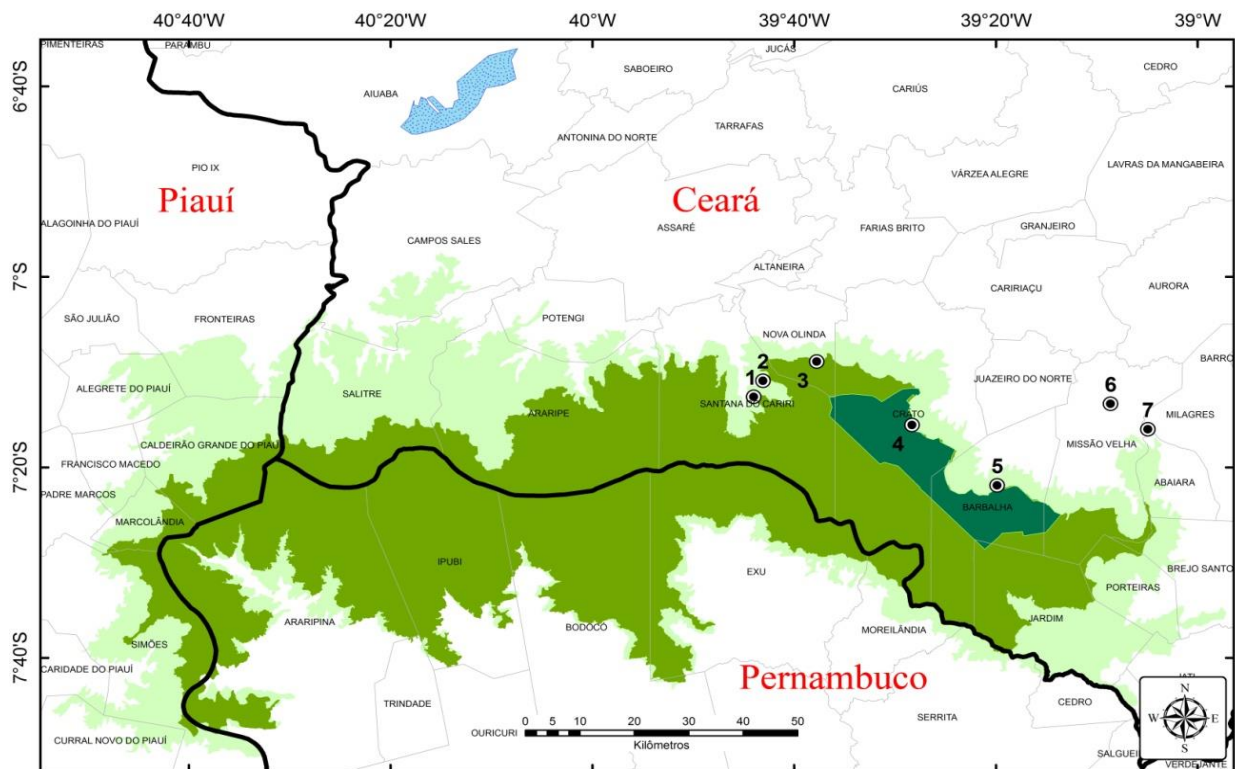 40°40'W 40°20'W 40°0'W 39°40'W 39°20'W 39°W
PIMENTEIRAS
PARAMBU
JUCÁS
6°40'S
SABOEIRO
CEDRO
AIUABA
CARIÚS
TARRAFAS
ANTONINA DO NORTE
PIO IX
LAVRAS DA MANGABEIRA
VÁRZEA ALEGRE
Piauí
Ceará
ALAGOINHA DO PIAUÍ
ASSARÉ
FARIAS BRITO
GRANJEIRO
CAMPOS SALES
7°S
ALTANEIRA
CARIRIAÇU
AURORA
SÃO JULIÃO
FRONTEIRAS
POTENGI
NOVA OLINDA
BARRO
2
1
3
JUAZEIRO DO NORTE
6
ALEGRETE DO PIAUÍ
SALITRE
SANTANA DO CARIRI
ARARIPE
CRATO
7
MILAGRES
4
CALDEIRÃO GRANDE DO PIAU
MISSÃO VELHA
FRANCISCO MACEDO
7°20'S
5
ABAIARA
PADRE MARCOS
BARBALHA
MARCOLÂNDIA
IPUBI
EXU
BREJO SANTO
PORTEIRAS
ARARIPINA
JARDIM
BODOCÓ
MOREILÂNDIA
SIMÕES
7°40'S
CARIDADE DO PIAUÍ
Pernambuco
JATI
TRINDADE
CEDRO
N
SERRITA
W E
OURICURI
0 5 10 20 30 40 50
Kilômetros
S
CURRAL NOVO DO PIAUÍ
SALGUEI
VERDEJANTE